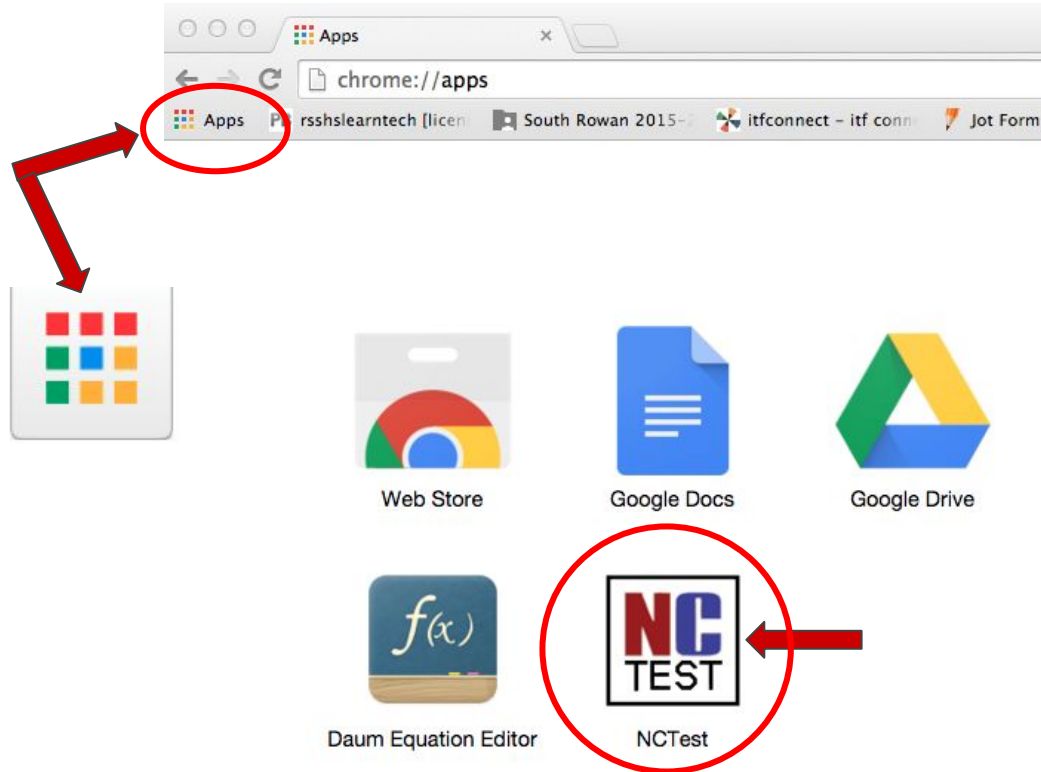 Apps
chrome://apps
Apps rsshslearntech [licen South Rowan 2015- itfconnect – itf conn Jot Form
Web Store Google Docs Google Drive
f(x) NC
TEST
Daum Equation Editor NCTest